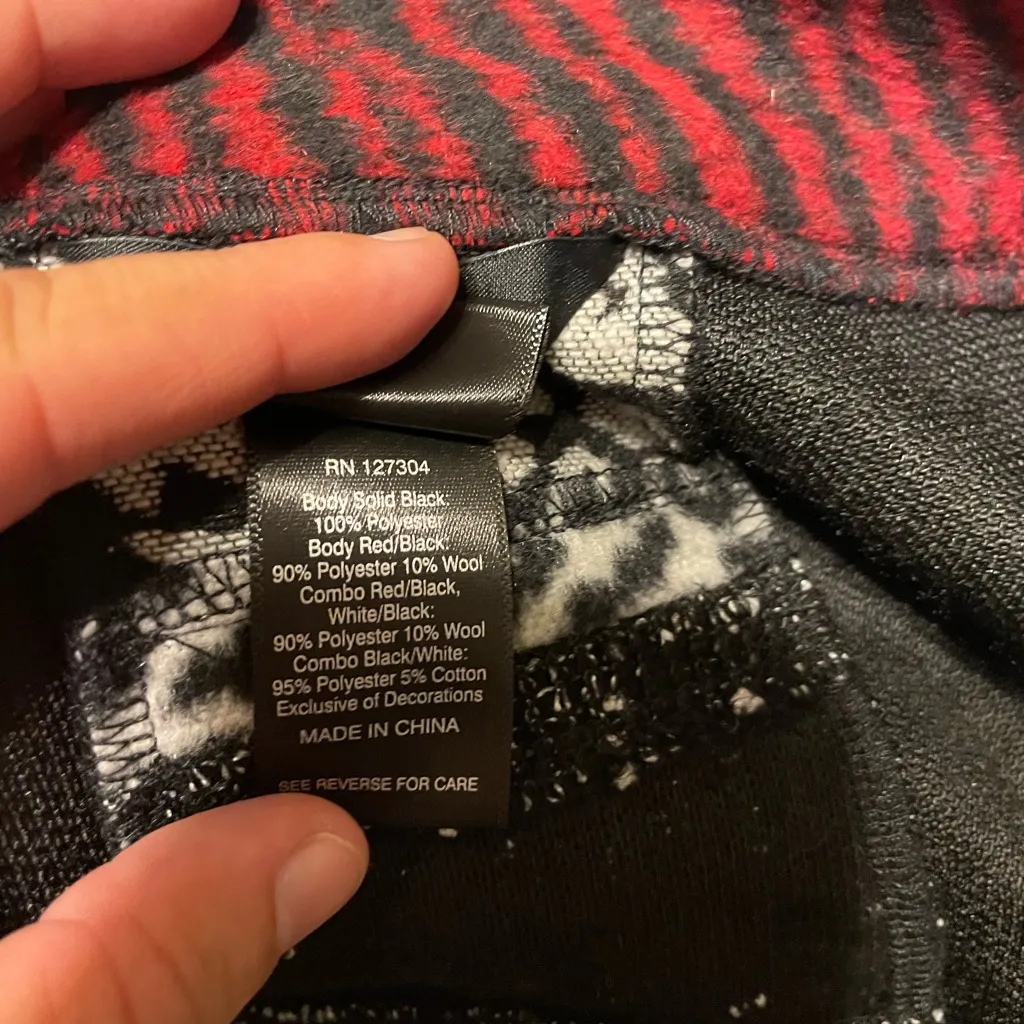 RN 127304
Body Solid Black:
100% Polyester
Body Red/Black:
90% Polyester 10% Wool
Combo Red/Black,
White/Black:
90% Polyester 10% Wool
Combo Black/White:
95% Polyester 5% Cotton
Exclusive of Decorations
MADE IN CHINA
SEE REVERSE FOR CARE